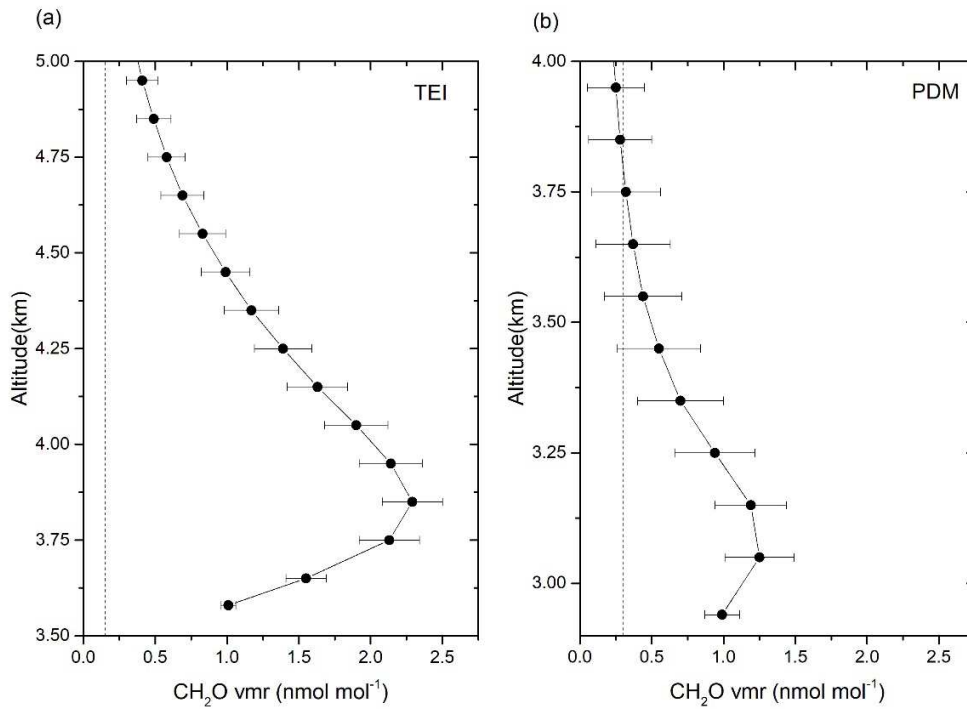 (a)
TEI
5.00
4.75
4.50
4.25
4.00
3.75
3.50
Altitude(km)
0.0 0.5 1.0 1.5 2.0 2.5
CH₂O vmr (nmol mol⁻¹)
(b)
PDM
4.00
3.75
3.50
3.25
3.00
Altitude(km)
0.0 0.5 1.0 1.5 2.0 2.5
CH₂O vmr (nmol mol⁻¹)